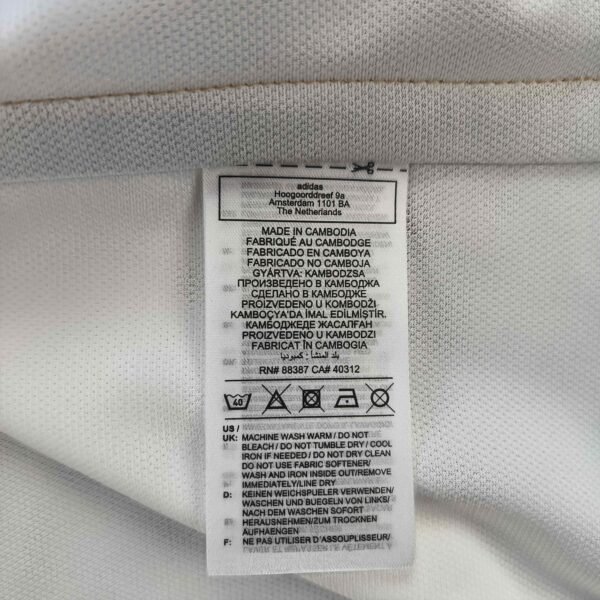 adidas
Hoogoorddreef 9a
Amsterdam 1101 BA
The Netherlands
MADE IN CAMBODIA
FABRIQUÉ AU CAMBODGE
FABRICADO EN CAMBOYA
FABRICADO NO CAMBOJA
GYÁRTVA: KAMBODZSA
ПРОИЗВЕДЕНО В КАМБОДЖА
СДЕЛАНО В КАМБОДЖЕ
PROIZVEDENO U KOMBODŽI
KAMBOÇYA'DA İMAL EDİLMİŞTİR.
КАМБОДЖЕДЕ ЖАСАЛҒАН
PROIZVEDENO U KAMBODZI
FABRICAT ÎN CAMBOGIA
بلد المنشأ : كمبوديا
RN# 88387 CA# 40312
40
US /
UK: MACHINE WASH WARM / DO NOT
BLEACH / DO NOT TUMBLE DRY / COOL
IRON IF NEEDED / DO NOT DRY CLEAN
DO NOT USE FABRIC SOFTENER/
WASH AND IRON INSIDE OUT/REMOVE
IMMEDIATELY/LINE DRY
D: KEINEN WEICHSPUELER VERWENDEN/
WASCHEN UND BUEGELN VON LINKS/
NACH DEM WASCHEN SOFORT
HERAUSNEHMEN/ZUM TROCKNEN
AUFHAENGEN
F: NE PAS UTILISER D'ASSOUPLISSEUR/